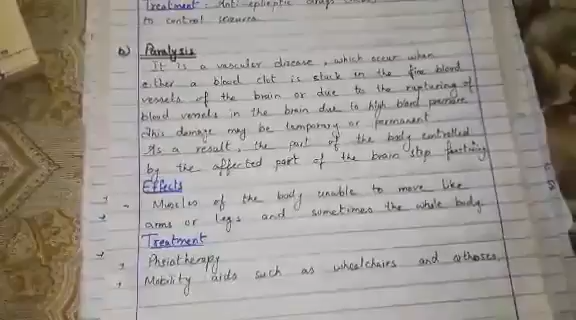 Treatment : Anti-epileptic drugs
to control seizures
b) Paralysis
It is a vascular disease, which occur when
either a blood clot is stuck in the fine blood
vessels of the brain or due to the rupturing of
blood vessels in the brain due to high blood pressure
This damage may be temporary or permanent
As a result, the part of the body controlled
by the affected part of the brain stop
Effects
- Muscles of the body unable to move like
arms or legs and sometimes the whole body
Treatment
→ Phsiotherapy
→ Mobility aids such as wheelchairs and orthoses.